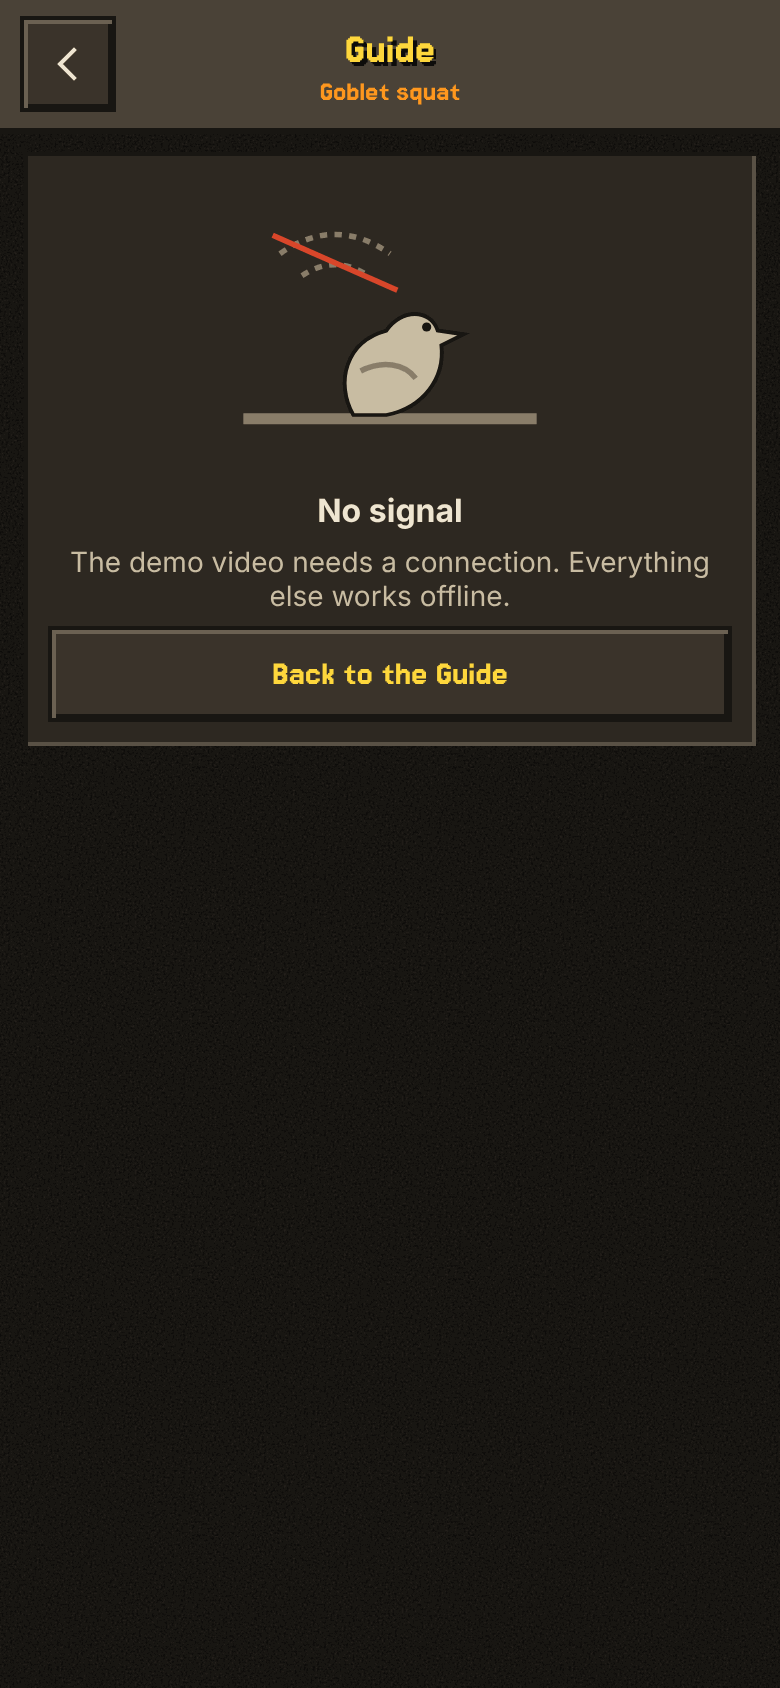 Guide
Goblet squat
No signal
The demo video needs a connection. Everything
else works offline.
Back to the Guide